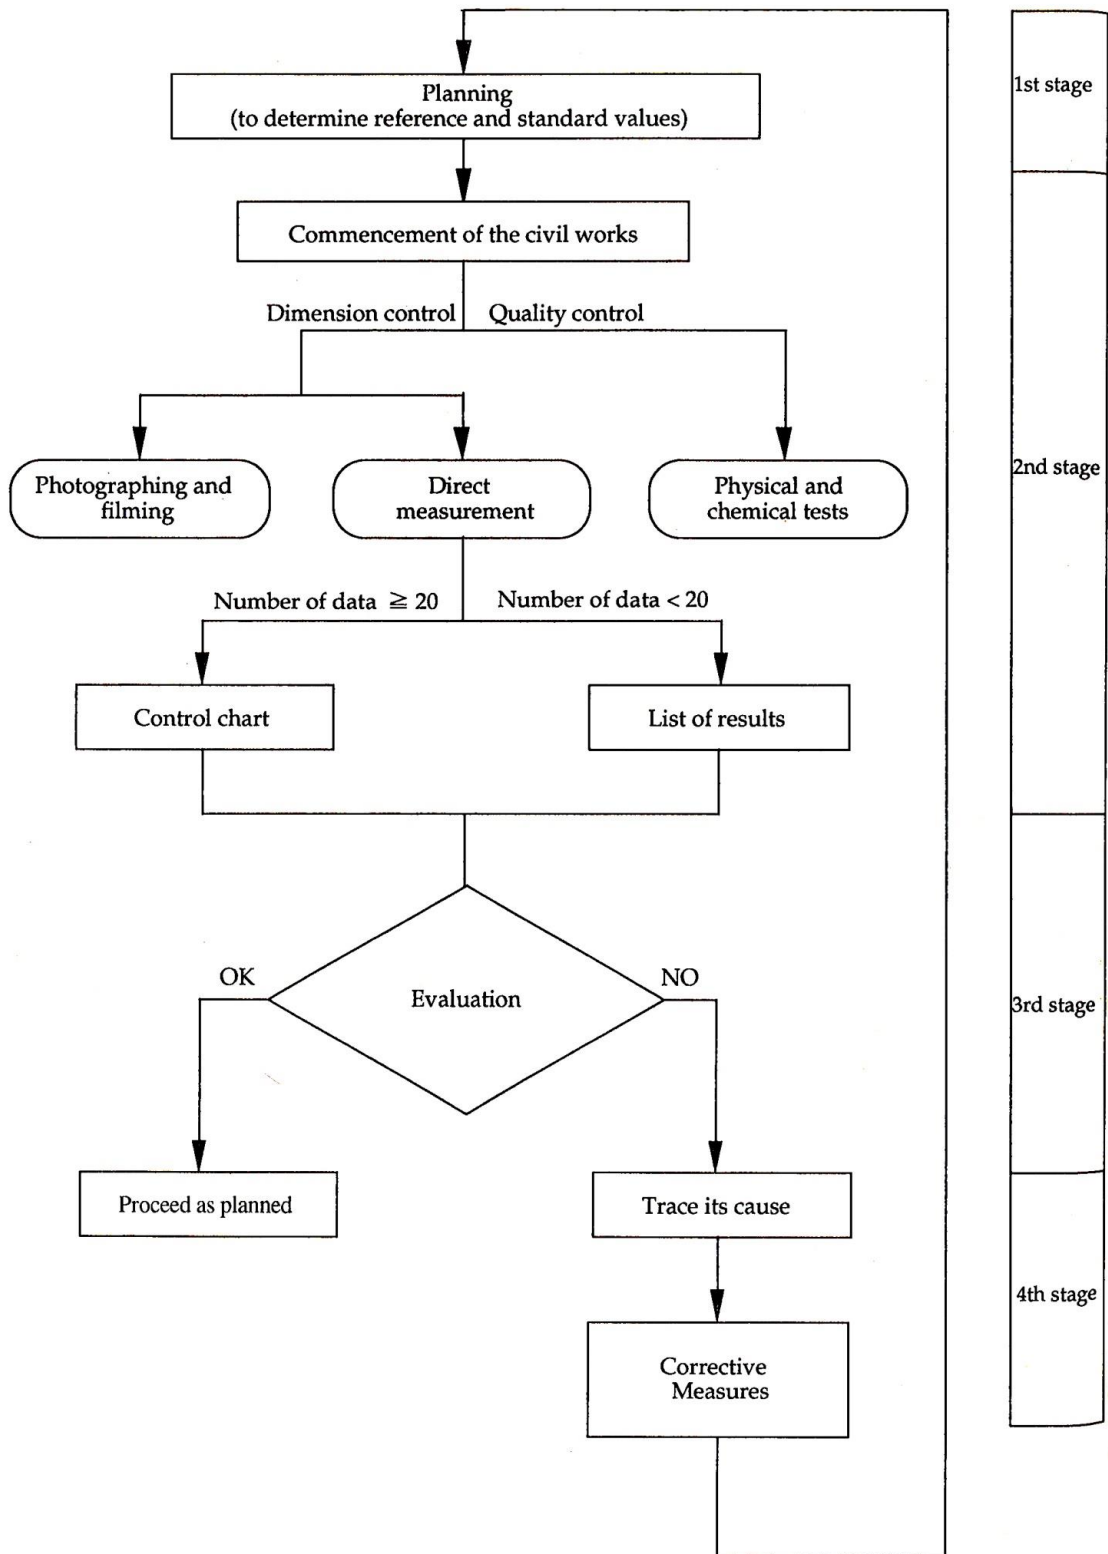 Planning
(to determine reference and standard values)
1st stage
Commencement of the civil works
Dimension control
Quality control
Photographing and
filming
Direct
measurement
Physical and
chemical tests
2nd stage
Number of data ≧ 20
Number of data < 20
Control chart
List of results
OK
NO
Evaluation
3rd stage
Proceed as planned
Trace its cause
4th stage
Corrective
Measures